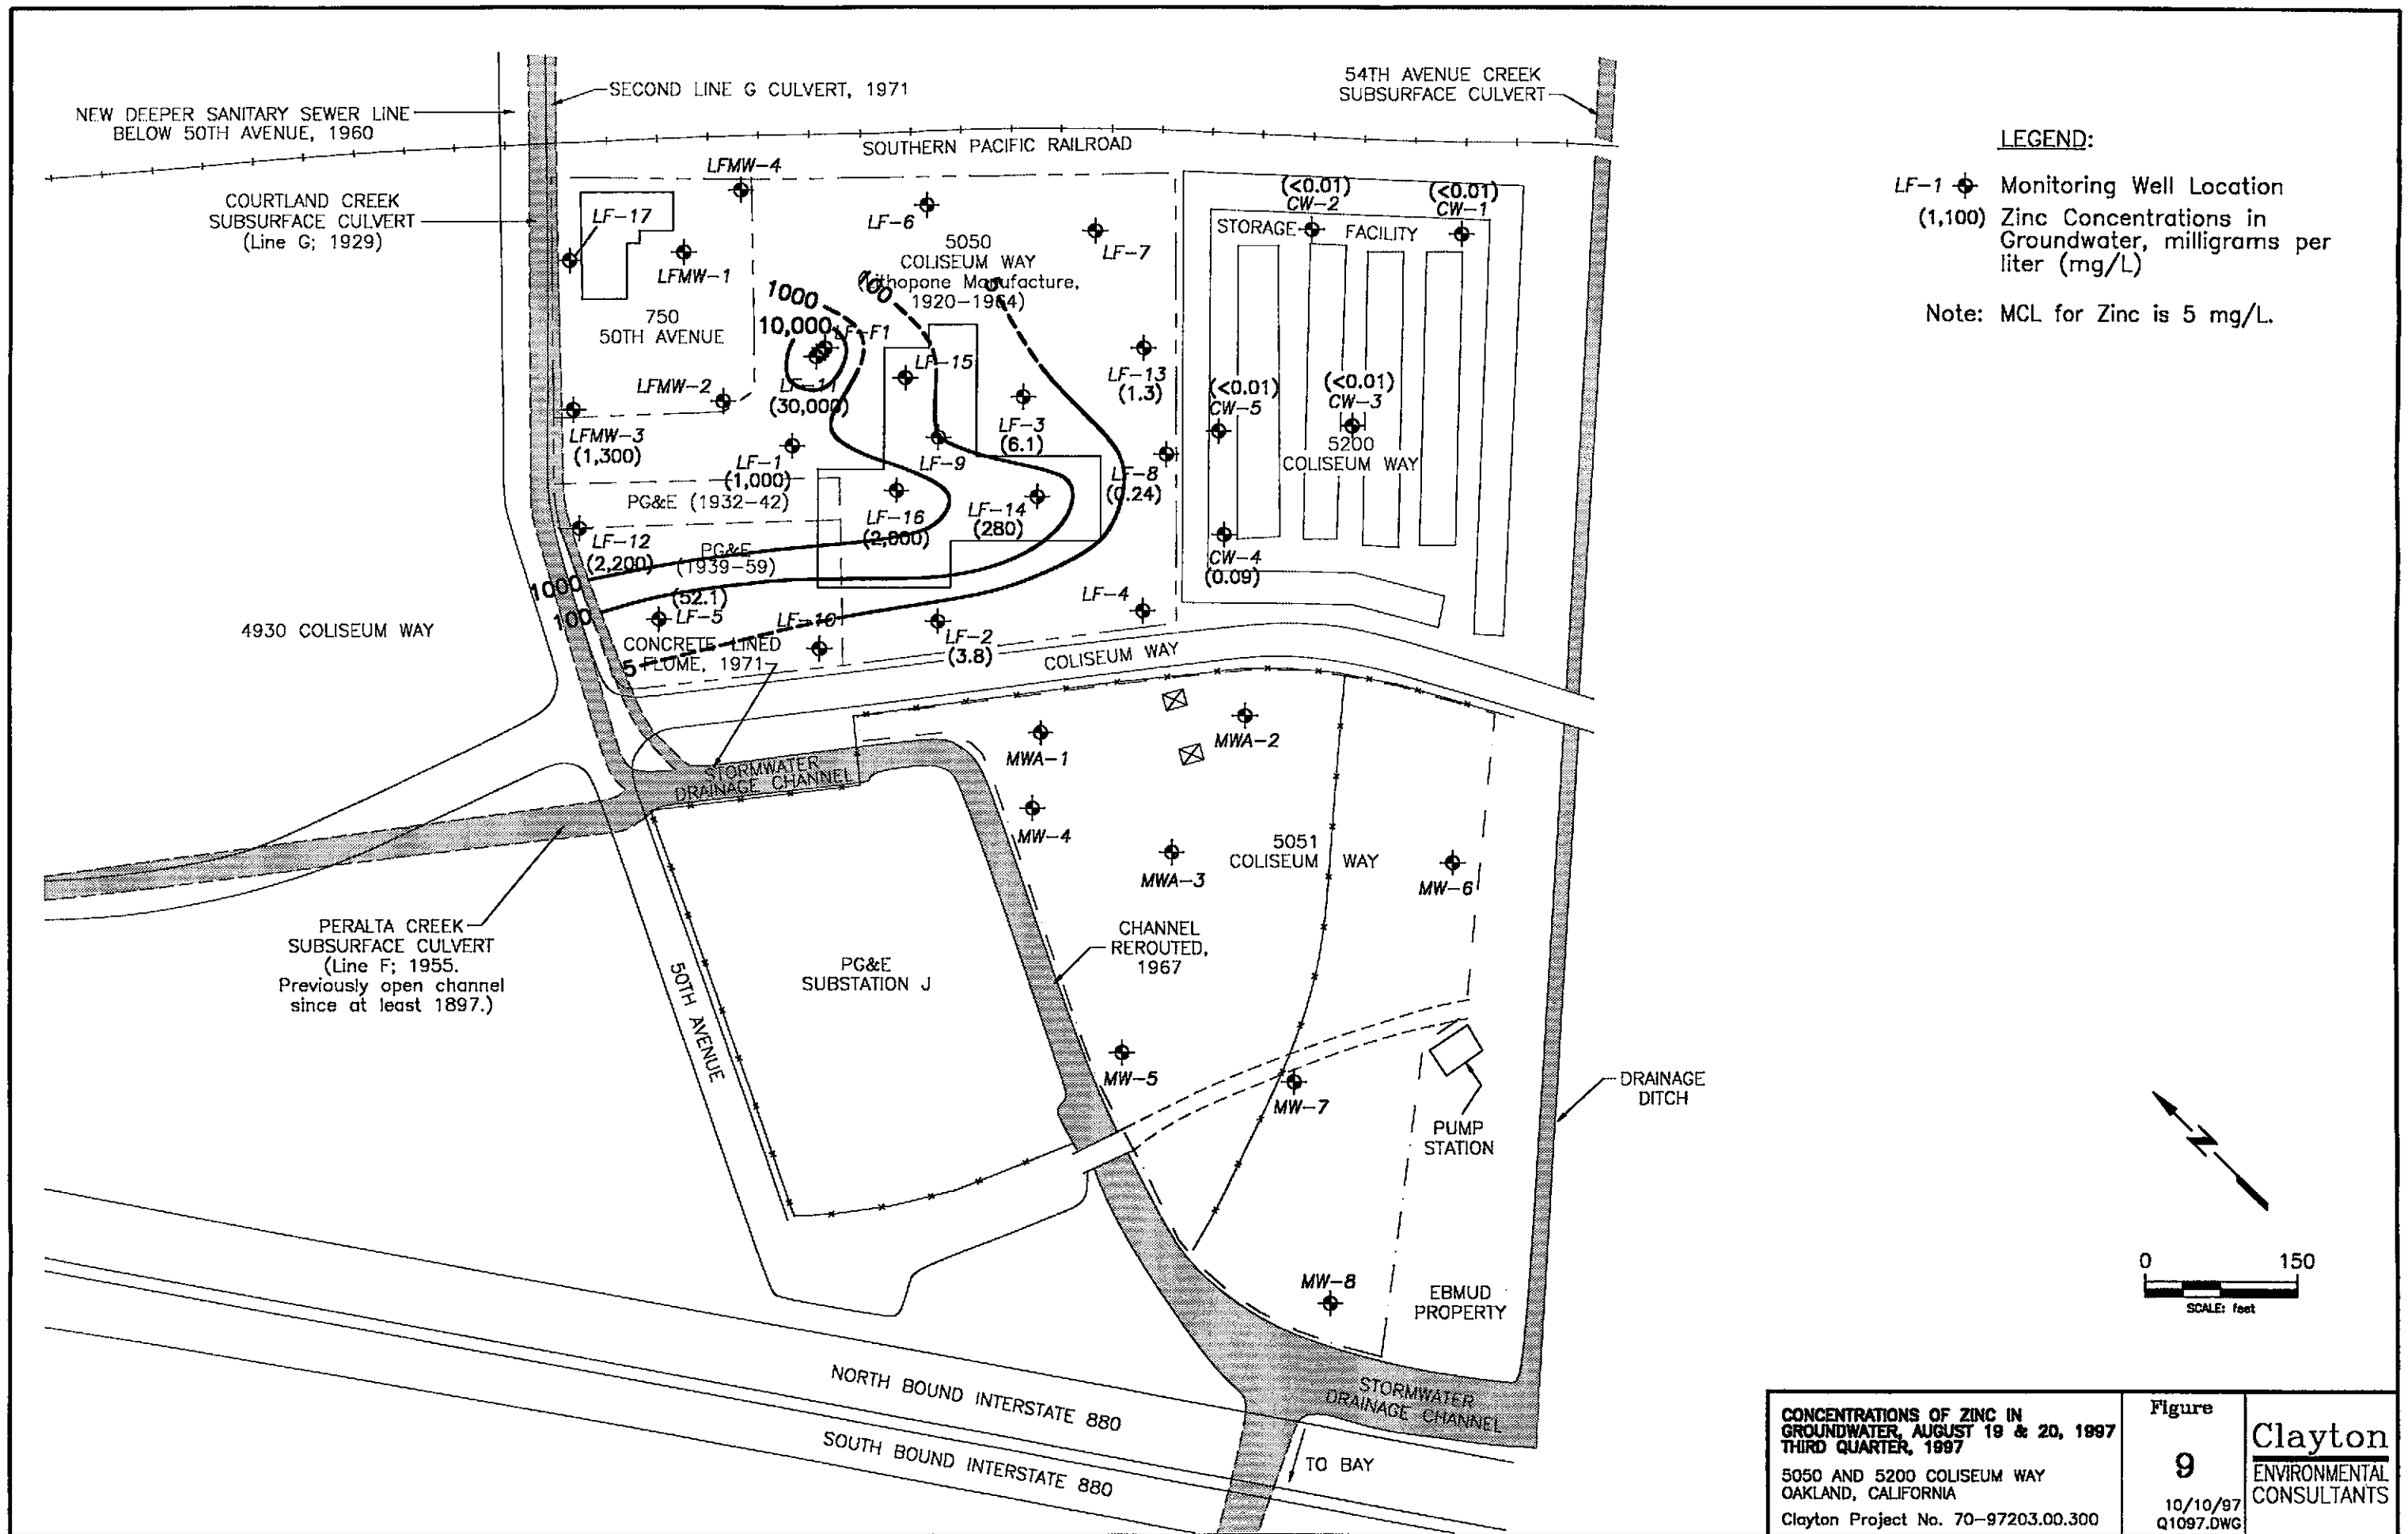 NEW DEEPER SANITARY SEWER LINE
BELOW 50TH AVENUE, 1960
SECOND LINE G CULVERT, 1971
54TH AVENUE CREEK
SUBSURFACE CULVERT
SOUTHERN PACIFIC RAILROAD
COURTLAND CREEK
SUBSURFACE CULVERT
(Line G; 1929)
LFMW-4
LF-17
LFMW-1
LF-6
LF-7
5050
COLISEUM WAY
(Lithopone Manufacture,
1920-1964)
(<0.01)
CW-2
(<0.01)
CW-1
STORAGE
FACILITY
750
50TH AVENUE
1000
100
5
10,000
LF-F1
LF-11
(30,000)
LF-15
LFMW-2
LFMW-3
(1,300)
LF-1
(1,000)
LF-9
LF-3
(6.1)
LF-13
(1.3)
LF-8
(0.24)
(<0.01)
CW-5
(<0.01)
CW-3
5200
COLISEUM WAY
PG&E (1932-42)
LF-16
(2,000)
LF-14
(280)
LF-12
(2,200)
PG&E
(1939-59)
CW-4
(0.09)
1000
100
5
(52.1)
LF-5
LF-10
LF-2
(3.8)
LF-4
4930 COLISEUM WAY
CONCRETE LINED
FLUME, 1971
COLISEUM WAY
STORMWATER
DRAINAGE CHANNEL
MWA-1
MWA-2
MW-4
MWA-3
5051
COLISEUM WAY
MW-6
PERALTA CREEK
SUBSURFACE CULVERT
(Line F; 1955.
Previously open channel
since at least 1897.)
50TH AVENUE
PG&E
SUBSTATION J
CHANNEL
REROUTED,
1967
MW-5
MW-7
PUMP
STATION
DRAINAGE
DITCH
MW-8
EBMUD
PROPERTY
STORMWATER
DRAINAGE CHANNEL
NORTH BOUND INTERSTATE 880
SOUTH BOUND INTERSTATE 880
TO BAY
LEGEND:
LF-1 Monitoring Well Location
(1,100) Zinc Concentrations in
Groundwater, milligrams per
liter (mg/L)
Note: MCL for Zinc is 5 mg/L.
N
0 150
SCALE: feet
CONCENTRATIONS OF ZINC IN
GROUNDWATER, AUGUST 19 & 20, 1997
THIRD QUARTER, 1997
5050 AND 5200 COLISEUM WAY
OAKLAND, CALIFORNIA
Clayton Project No. 70-97203.00.300
Figure
9
10/10/97
Q1097.DWG
Clayton
ENVIRONMENTAL
CONSULTANTS